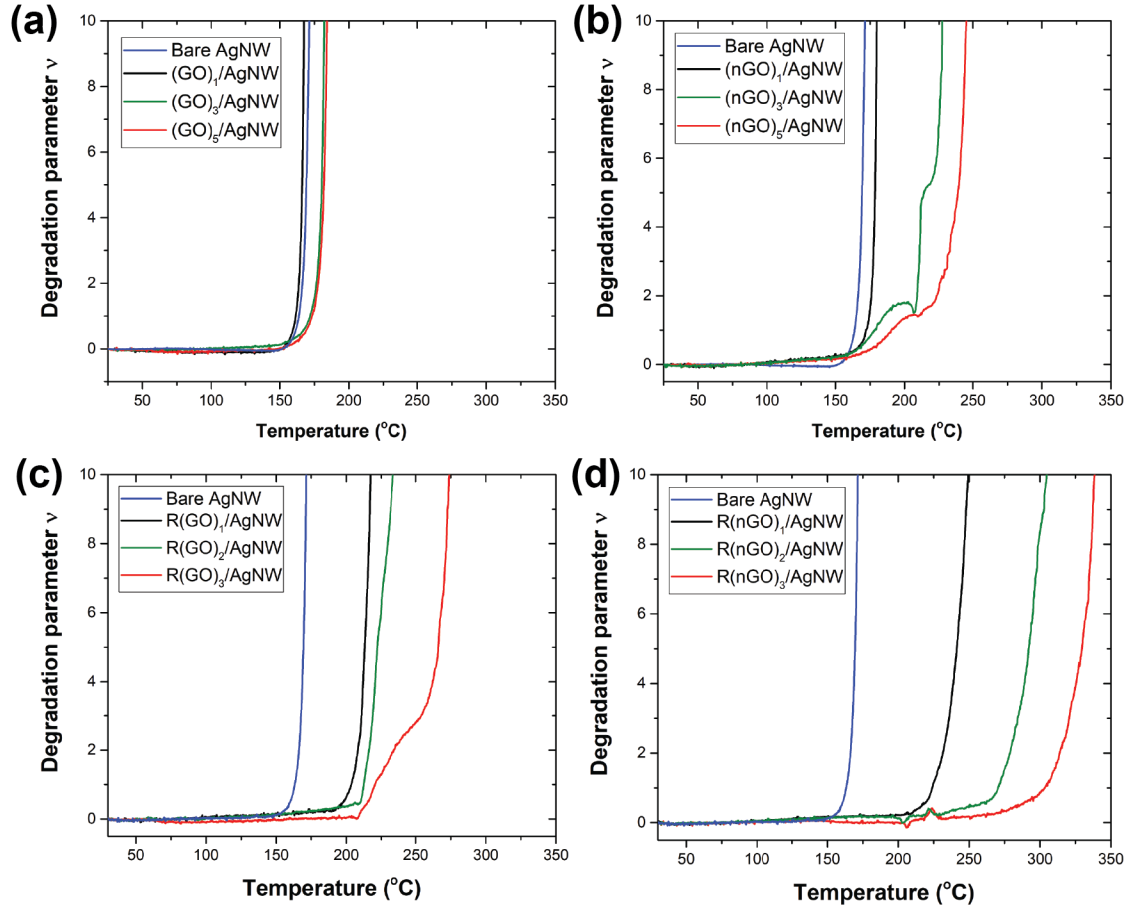 (a)
10
8
6
4
2
0
Degradation parameter ν
Bare AgNW
(GO)₁/AgNW
(GO)₃/AgNW
(GO)₅/AgNW
50 100 150 200 250 300 350
Temperature (°C)
(b)
10
8
6
4
2
0
Degradation parameter ν
Bare AgNW
(nGO)₁/AgNW
(nGO)₃/AgNW
(nGO)₅/AgNW
50 100 150 200 250 300 350
Temperature (°C)
(c)
10
8
6
4
2
0
Degradation parameter ν
Bare AgNW
R(GO)₁/AgNW
R(GO)₂/AgNW
R(GO)₃/AgNW
50 100 150 200 250 300 350
Temperature (°C)
(d)
10
8
6
4
2
0
Degradation parameter ν
Bare AgNW
R(nGO)₁/AgNW
R(nGO)₂/AgNW
R(nGO)₃/AgNW
50 100 150 200 250 300 350
Temperature (°C)